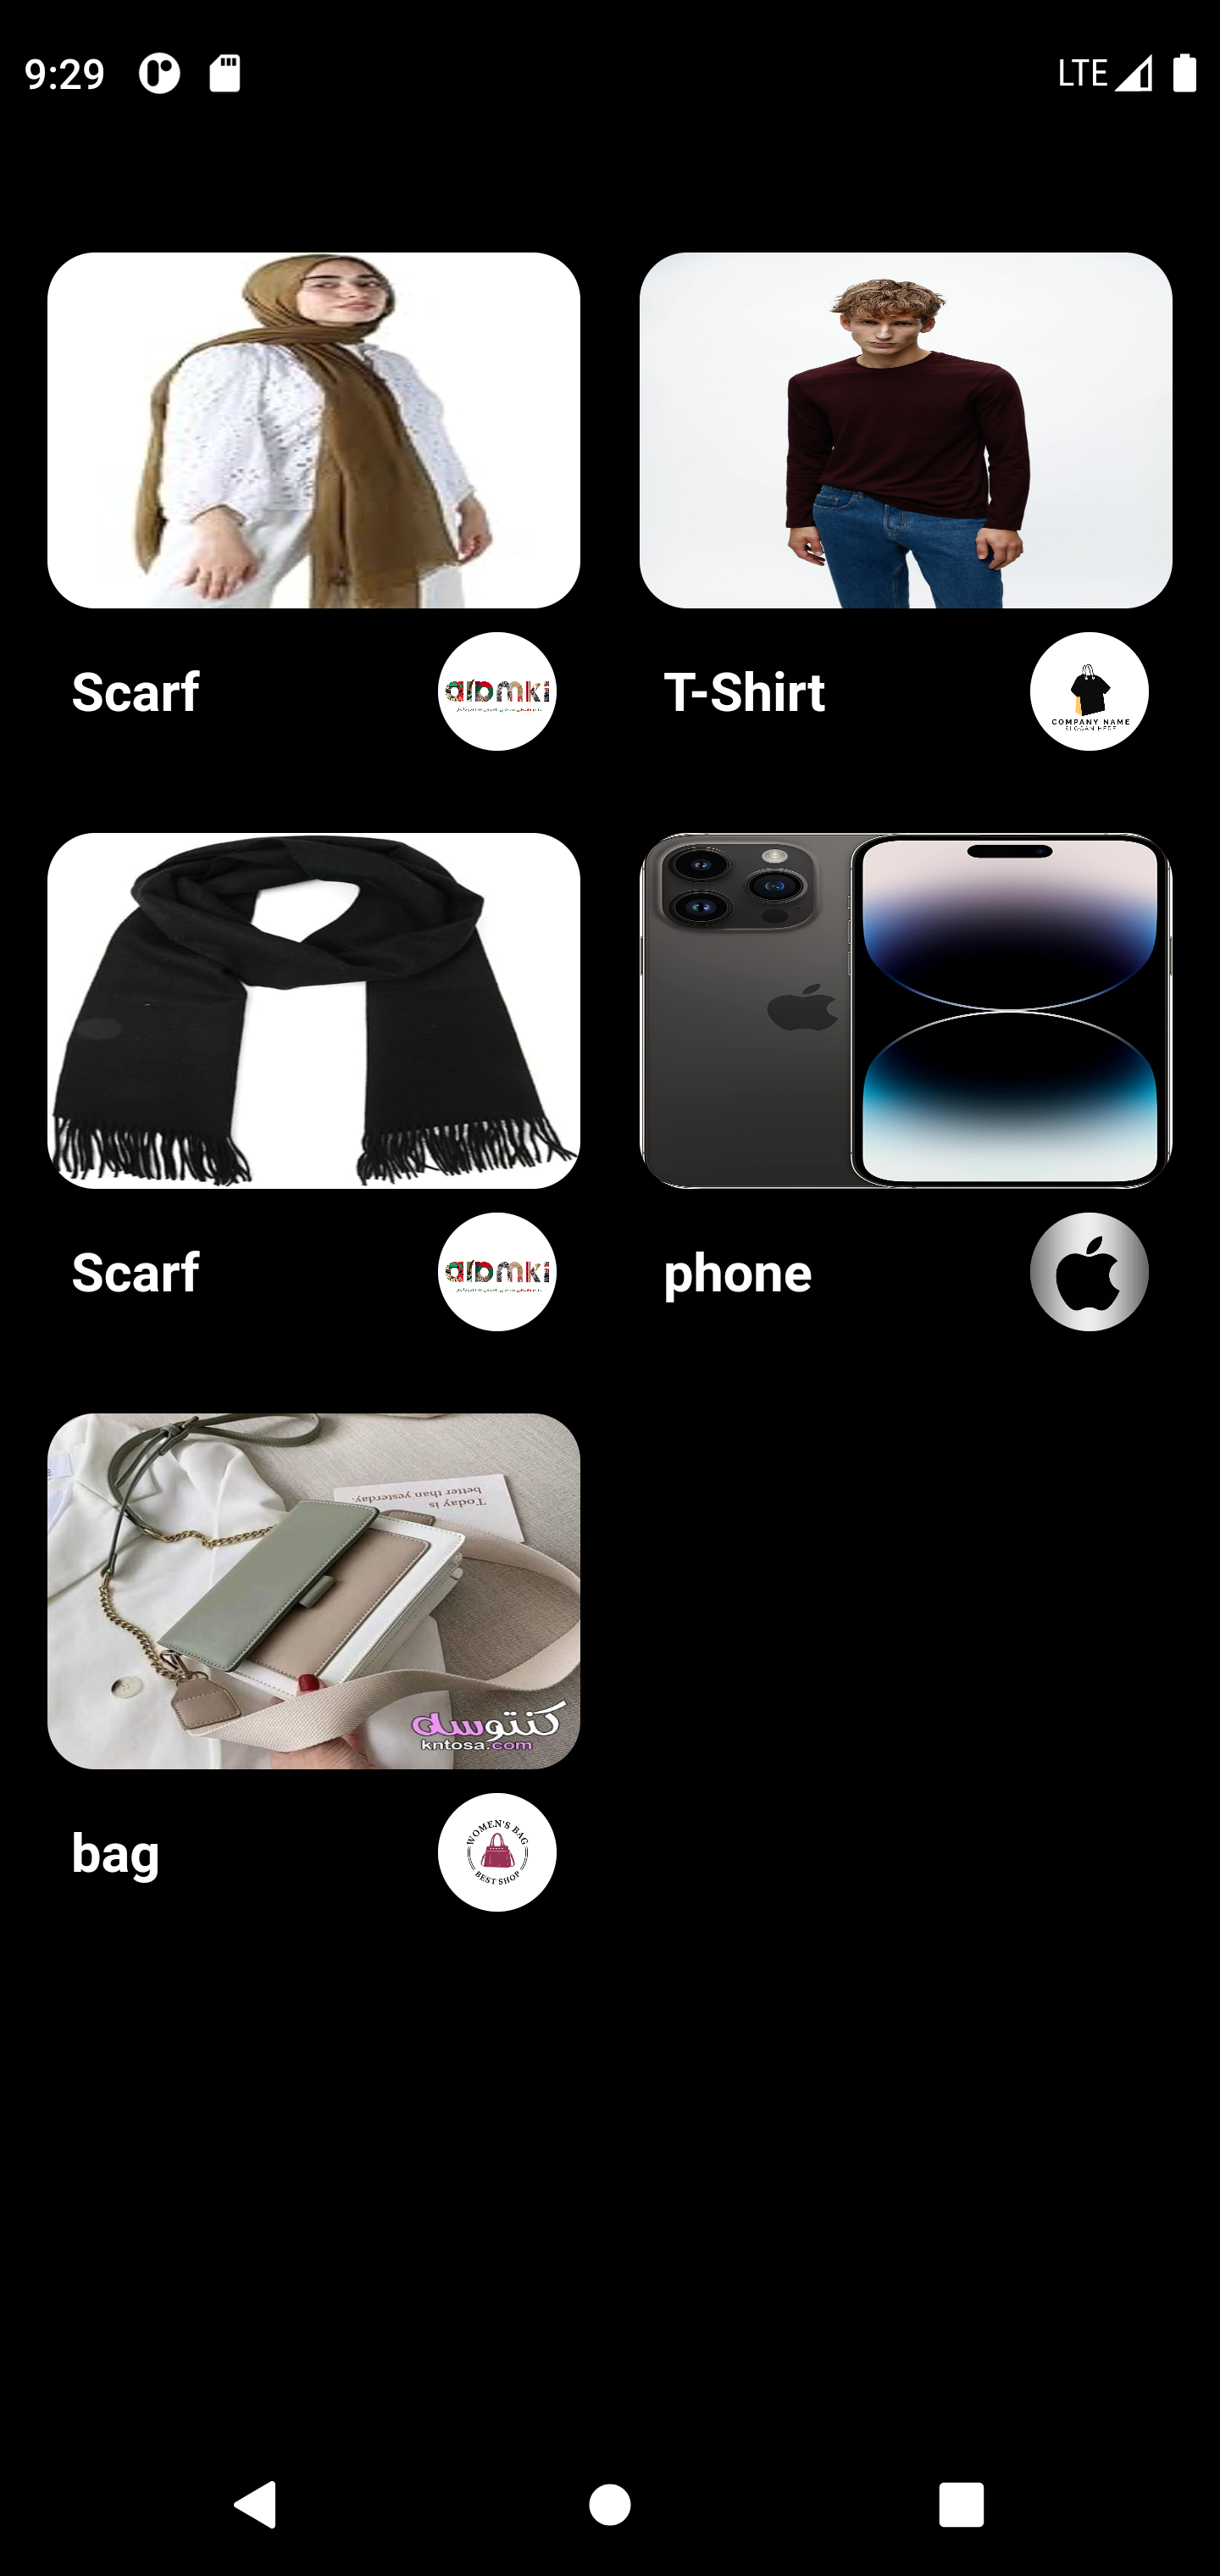 9:29
LTE
Scarf
aldmki
T-Shirt
COMPANY NAME
SLOGAN HERE
Scarf
aldmki
phone
Today is
better than yesterday.
كنتوسه
kntosa.com
bag
WOMEN'S BAG
BEST SHOP